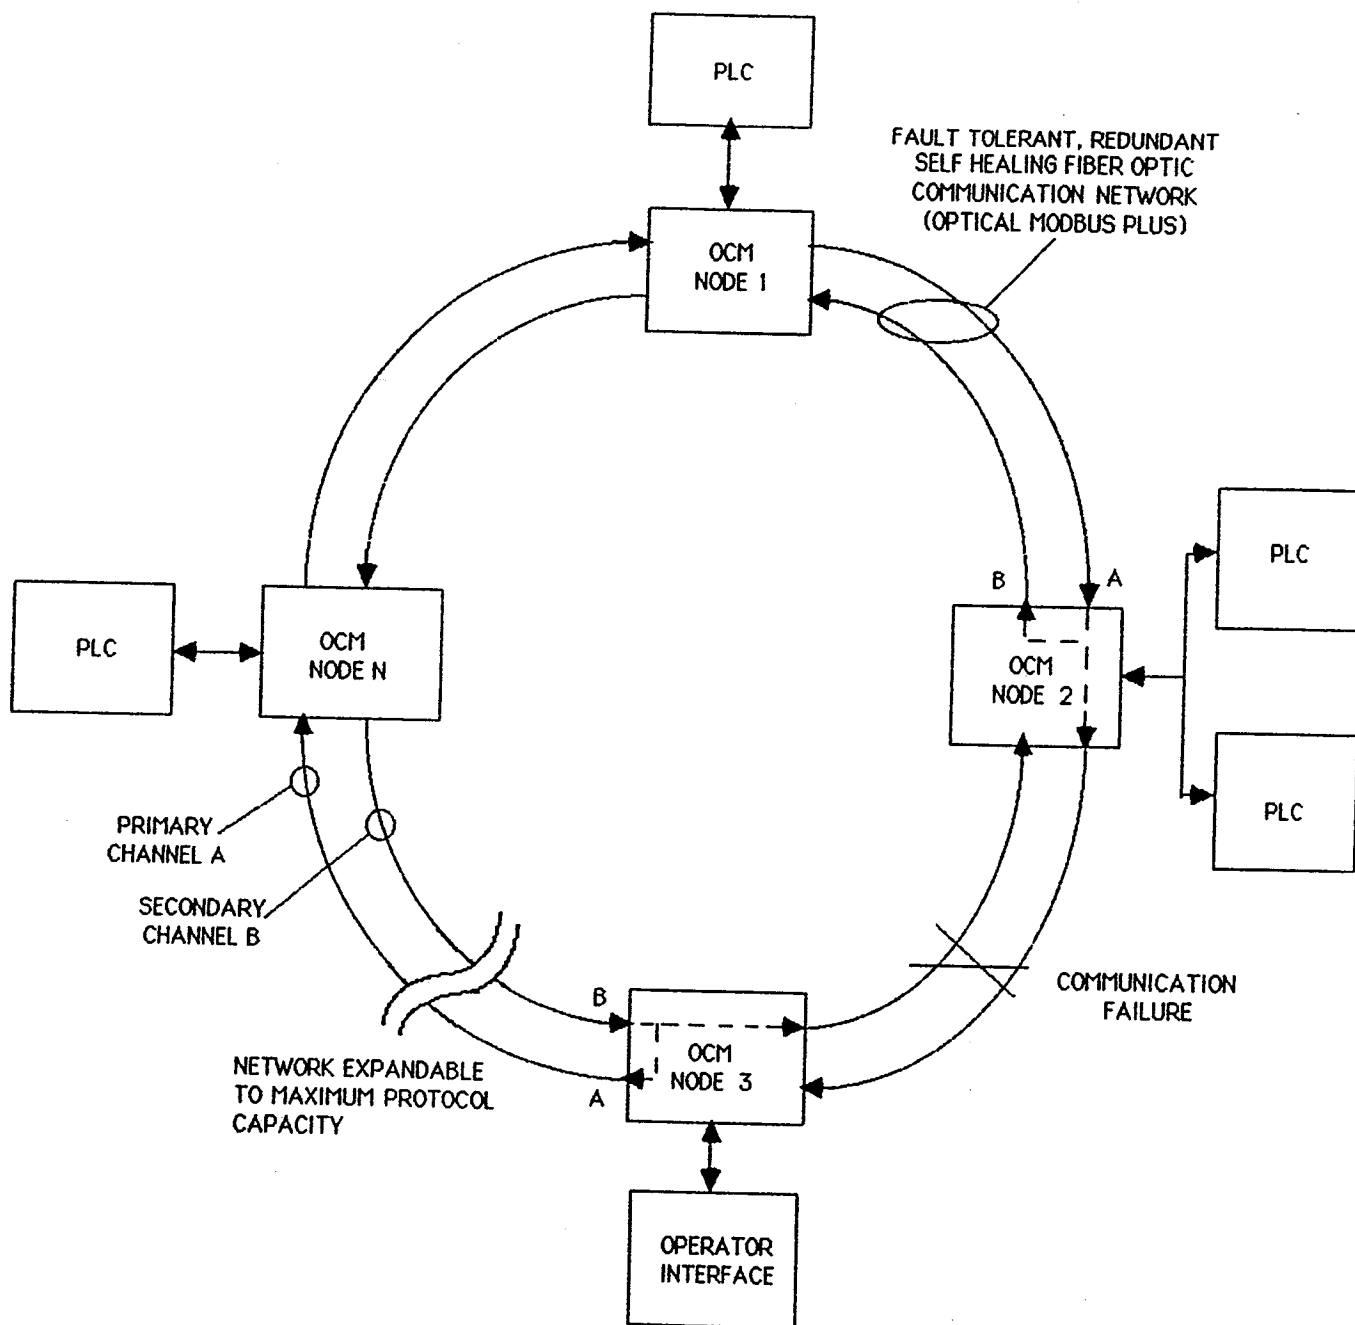 PLC
FAULT TOLERANT, REDUNDANT
SELF HEALING FIBER OPTIC
COMMUNICATION NETWORK
(OPTICAL MODBUS PLUS)
OCM
NODE 1
PLC
B
A
PLC
OCM
NODE N
OCM
NODE 2
PLC
PRIMARY
CHANNEL A
SECONDARY
CHANNEL B
COMMUNICATION
FAILURE
B
A
OCM
NODE 3
NETWORK EXPANDABLE
TO MAXIMUM PROTOCOL
CAPACITY
OPERATOR
INTERFACE